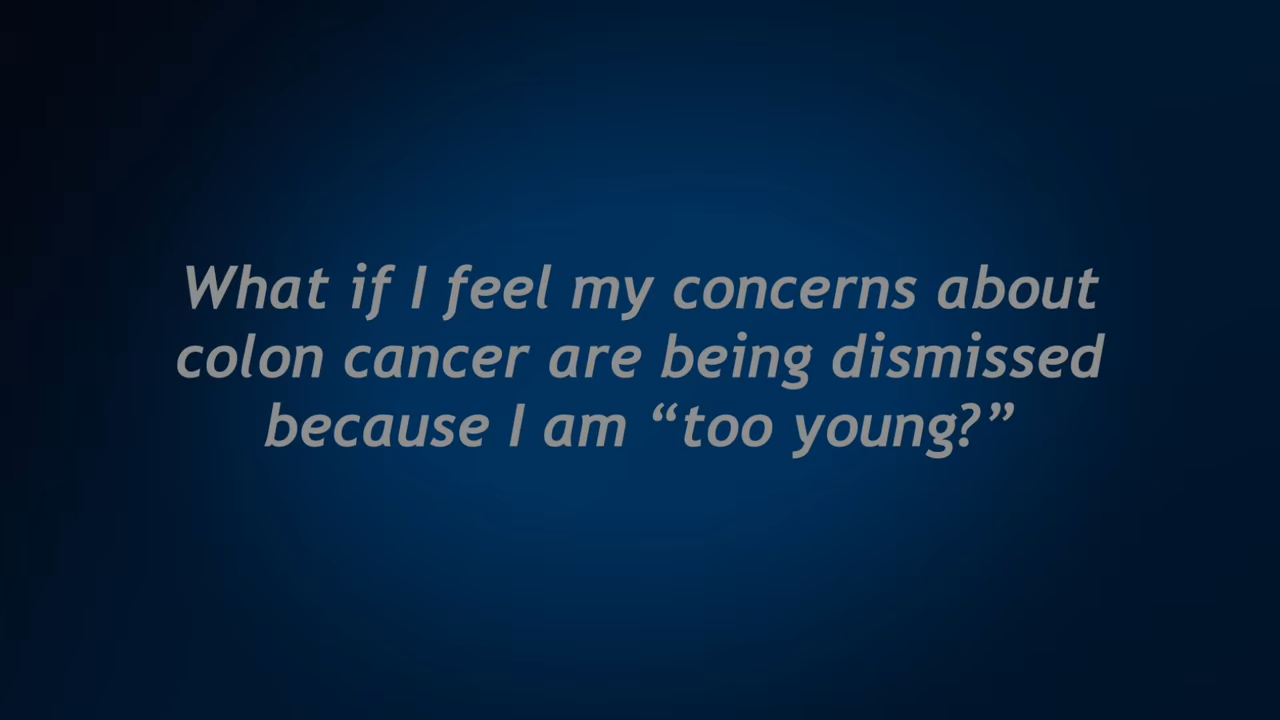 What if I feel my concerns about
colon cancer are being dismissed
because I am “too young?”